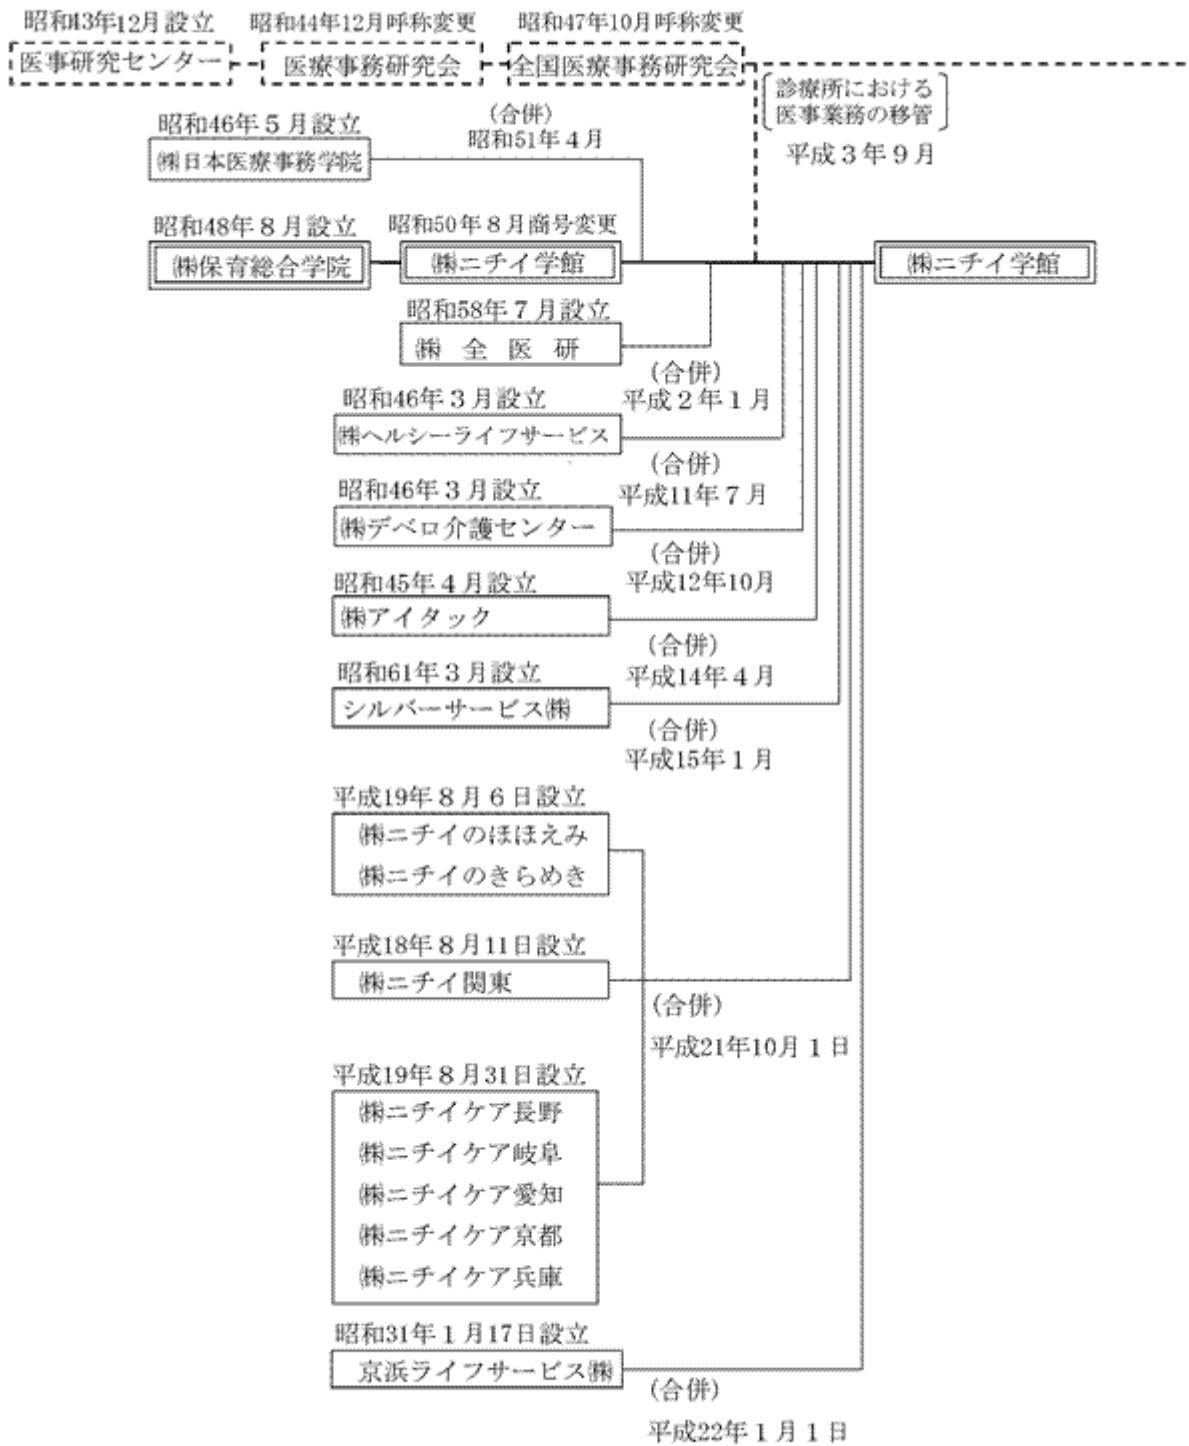 昭和43年12月設立 昭和44年12月呼称変更 昭和47年10月呼称変更
医事研究センター 医療事務研究会 全国医療事務研究会
診療所における
医事業務の移管
平成３年９月
(合併)
昭和51年４月
昭和46年５月設立
㈱日本医療事務学院
昭和48年８月設立 昭和50年８月商号変更
㈱保育総合学院 ㈱ニチイ学館 ㈱ニチイ学館
昭和58年７月設立
㈱ 全 医 研
(合併)
平成２年１月
昭和46年３月設立
㈱ヘルシーライフサービス
(合併)
平成11年７月
昭和46年３月設立
㈱デベロ介護センター
(合併)
平成12年10月
昭和45年４月設立
㈱アイタック
(合併)
平成14年４月
昭和61年３月設立
シルバーサービス㈱
(合併)
平成15年１月
平成19年８月６日設立
㈱ニチイのほほえみ
㈱ニチイのきらめき
平成18年８月11日設立
㈱ニチイ関東
(合併)
平成21年10月１日
平成19年８月31日設立
㈱ニチイケア長野
㈱ニチイケア岐阜
㈱ニチイケア愛知
㈱ニチイケア京都
㈱ニチイケア兵庫
昭和31年１月17日設立
京浜ライフサービス㈱
(合併)
平成22年１月１日